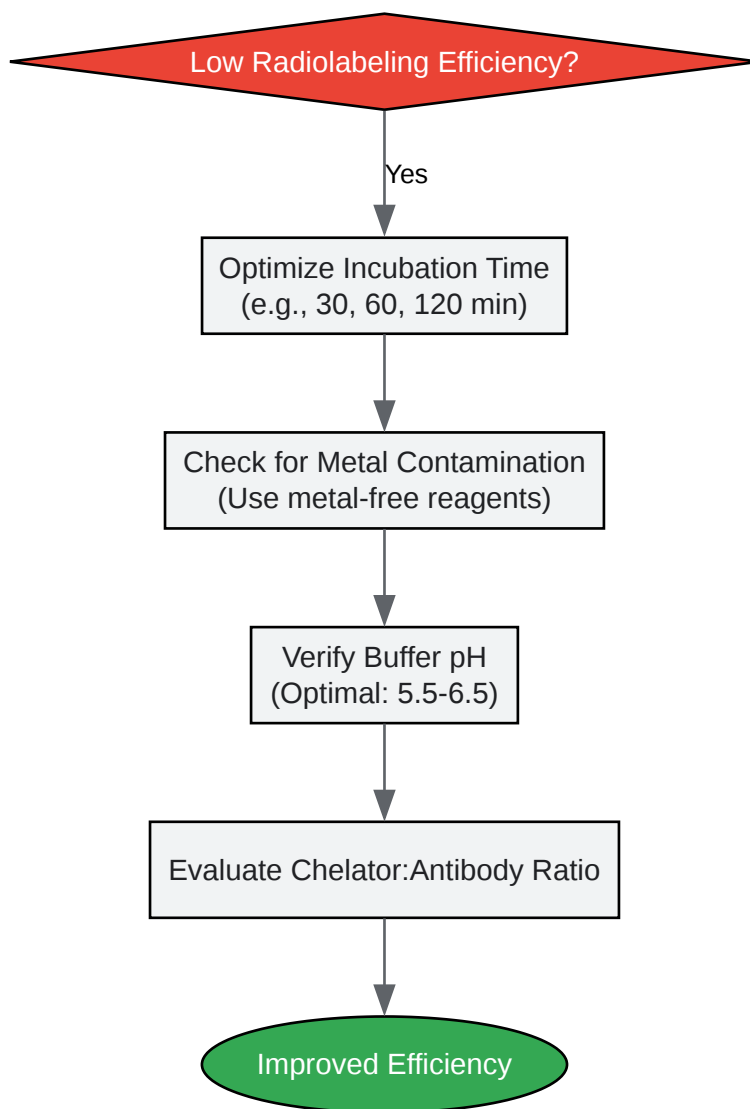 Low Radiolabeling Efficiency?
Yes
Optimize Incubation Time
(e.g., 30, 60, 120 min)
Check for Metal Contamination
(Use metal-free reagents)
Verify Buffer pH
(Optimal: 5.5-6.5)
Evaluate Chelator:Antibody Ratio
Improved Efficiency